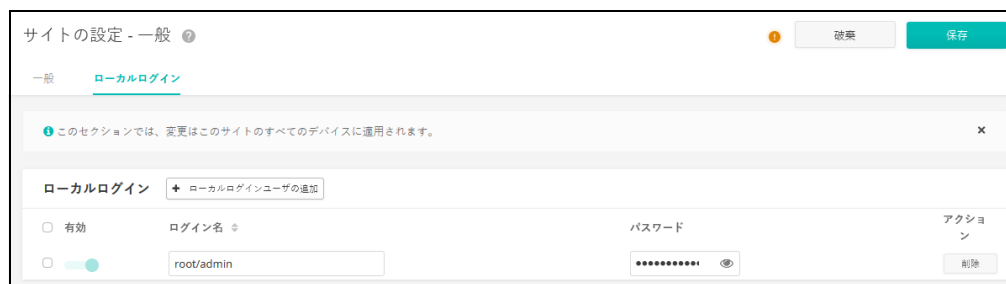 サイトの設定 - 一般
破棄
保存
一般
ローカルログイン
このセクションでは、変更はこのサイトのすべてのデバイスに適用されます。
ローカルログイン
+ ローカルログインユーザの追加
有効
ログイン名
パスワード
アクショ
ン
root/admin
削除